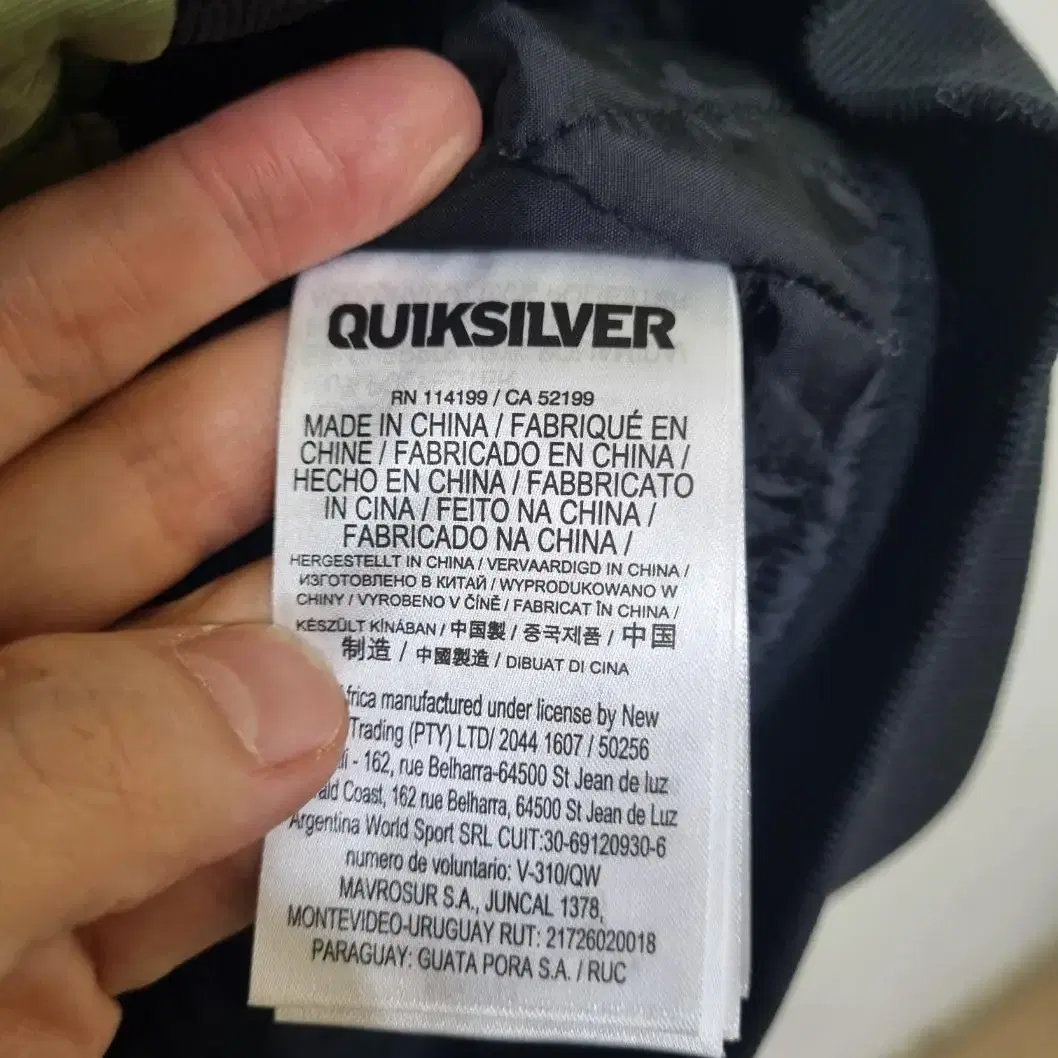 QUIKSILVER
RN 114199 / CA 52199
MADE IN CHINA / FABRIQUÉ EN
CHINE / FABRICADO EN CHINA /
HECHO EN CHINA / FABBRICATO
IN CINA / FEITO NA CHINA /
FABRICADO NA CHINA /
HERGESTELLT IN CHINA / VERVAARDIGD IN CHINA /
ИЗГОТОВЛЕНО В КИТАЙ / WYPRODUKOWANO W
CHINY / VYROBENO V ČÍNĚ / FABRICAT ÎN CHINA /
KÉSZÜLT KÍNÁBAN / 中国製 / 중국제품 / 中国
制造 / 中國製造 / DIBUAT DI CINA
frica manufactured under license by New
Trading (PTY) LTD/ 2044 1607 / 50256
- 162, rue Belharra-64500 St Jean de luz
ald Coast, 162 rue Belharra, 64500 St Jean de Luz
Argentina World Sport SRL CUIT:30-69120930-6
numero de voluntario: V-310/QW
MAVROSUR S.A., JUNCAL 1378,
MONTEVIDEO-URUGUAY RUT: 21726020018
PARAGUAY: GUATA PORA S.A. / RUC